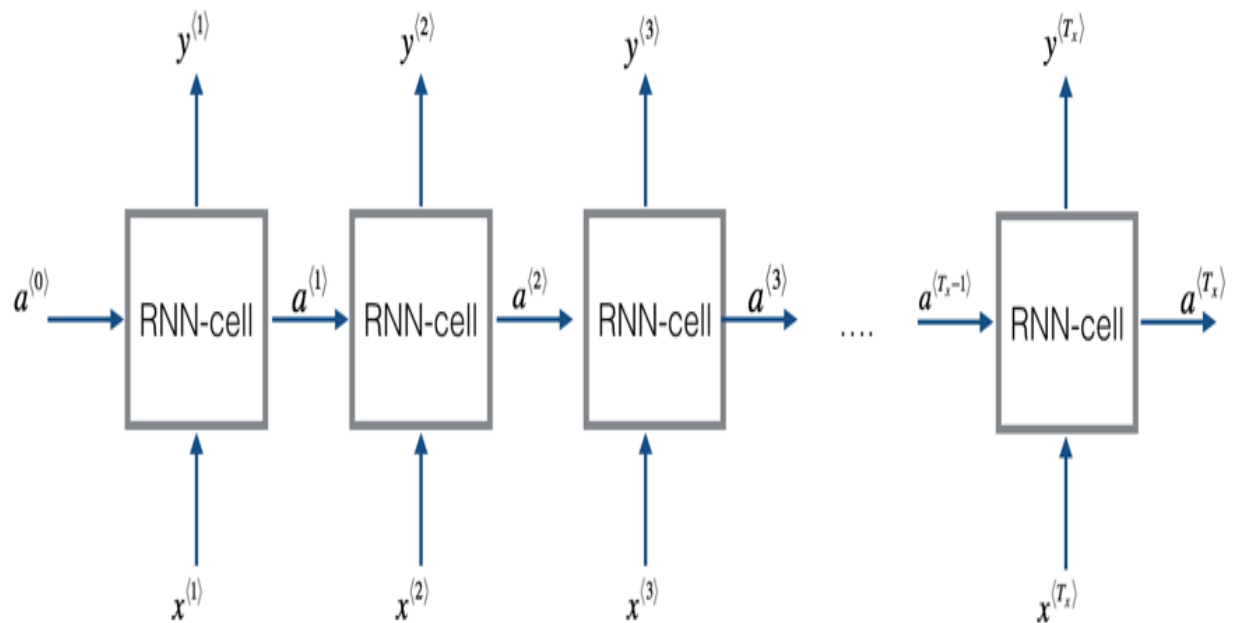 y⟨1⟩ y⟨2⟩ y⟨3⟩ y⟨Tₓ⟩
a⟨0⟩ RNN-cell a⟨1⟩ RNN-cell a⟨2⟩ RNN-cell a⟨3⟩ .... a⟨Tₓ−1⟩ RNN-cell a⟨Tₓ⟩
x⟨1⟩ x⟨2⟩ x⟨3⟩ x⟨Tₓ⟩